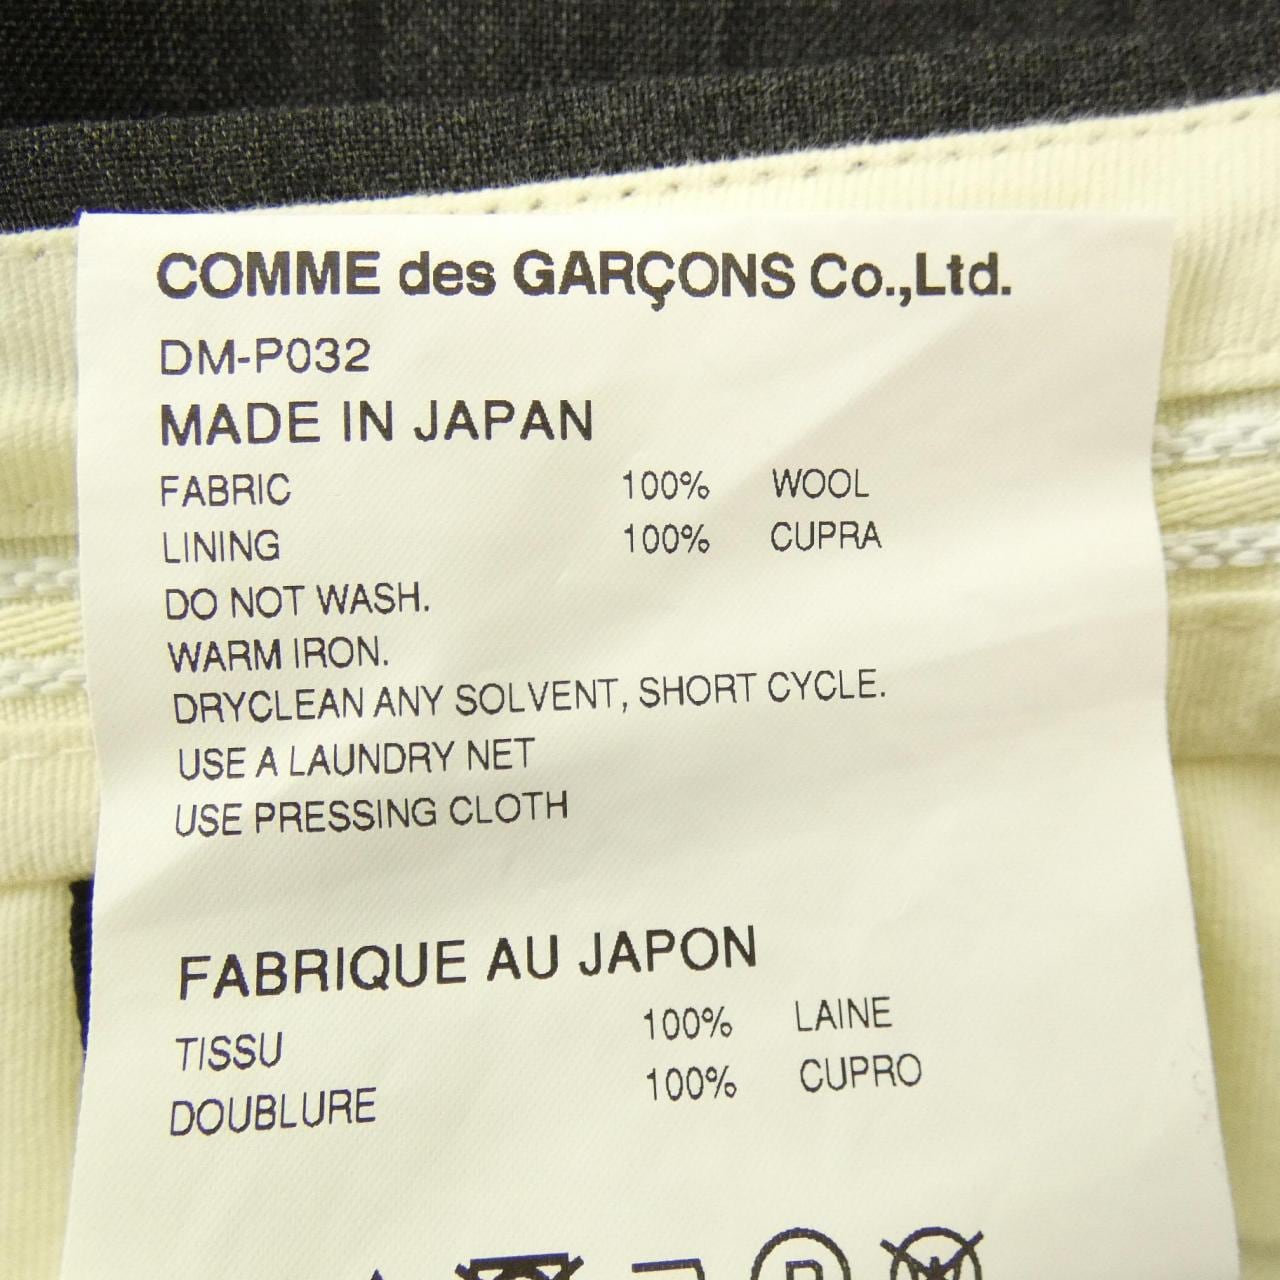 COMME des GARÇONS Co.,Ltd.
DM-P032
MADE IN JAPAN
FABRIC 100% WOOL
LINING 100% CUPRA
DO NOT WASH.
WARM IRON.
DRYCLEAN ANY SOLVENT, SHORT CYCLE.
USE A LAUNDRY NET
USE PRESSING CLOTH
FABRIQUE AU JAPON
TISSU 100% LAINE
DOUBLURE 100% CUPRO